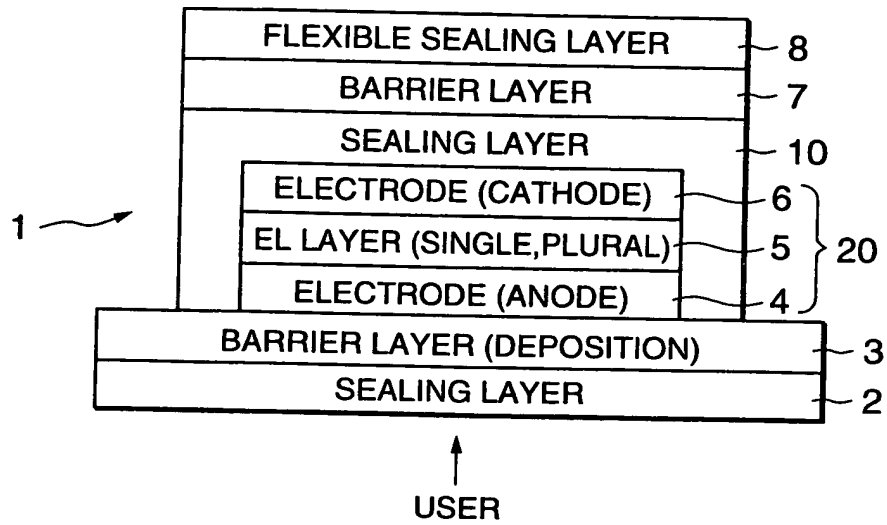 FLEXIBLE SEALING LAYER 8
BARRIER LAYER 7
SEALING LAYER 10
ELECTRODE (CATHODE) 6
1 EL LAYER (SINGLE,PLURAL) 5 20
ELECTRODE (ANODE) 4
BARRIER LAYER (DEPOSITION) 3
SEALING LAYER 2
USER